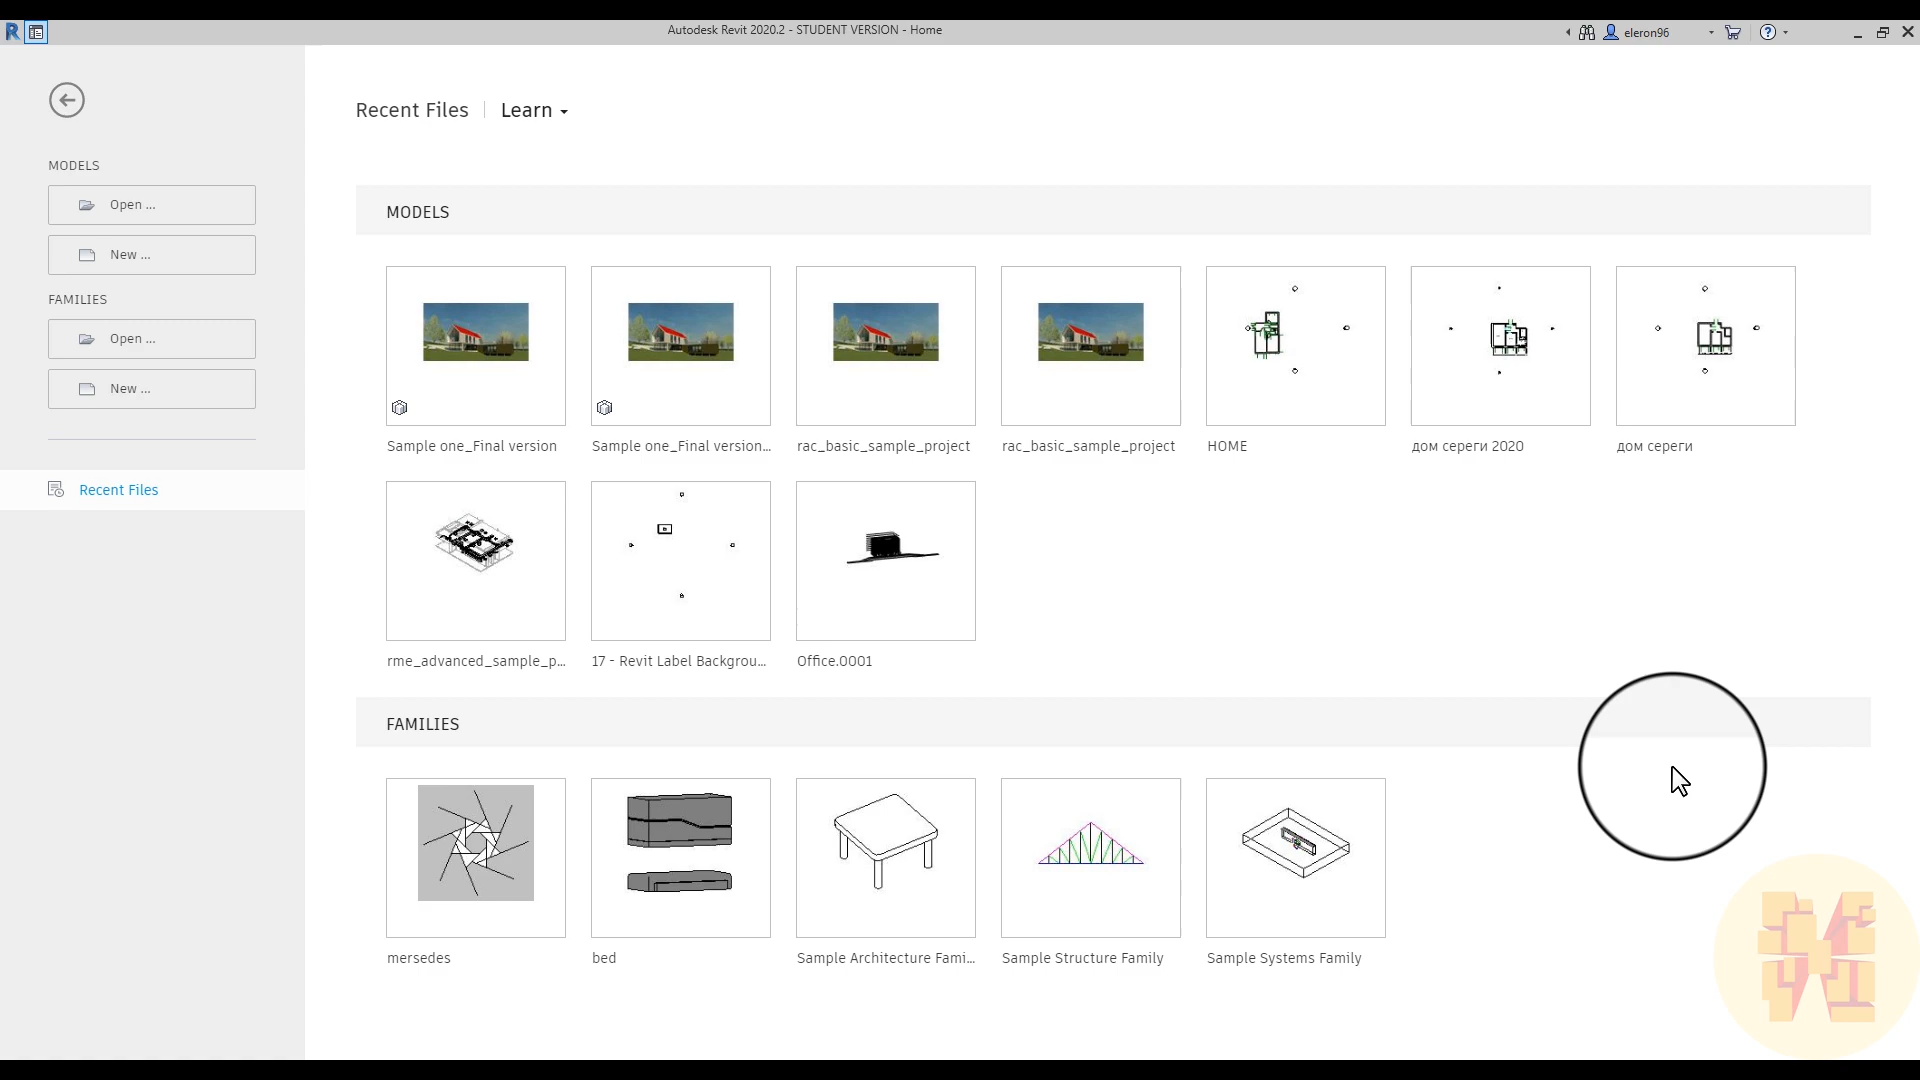 Autodesk Revit 2020.2 - STUDENT VERSION - Home
eleron96
Recent Files
Learn
MODELS
Open ...
New ...
FAMILIES
Open ...
New ...
Recent Files
MODELS
Sample one_Final version
Sample one_Final version...
rac_basic_sample_project
rac_basic_sample_project
HOME
дом сереги 2020
дом сереги
rme_advanced_sample_p...
17 - Revit Label Backgrou...
Office.0001
FAMILIES
mersedes
bed
Sample Architecture Fami...
Sample Structure Family
Sample Systems Family